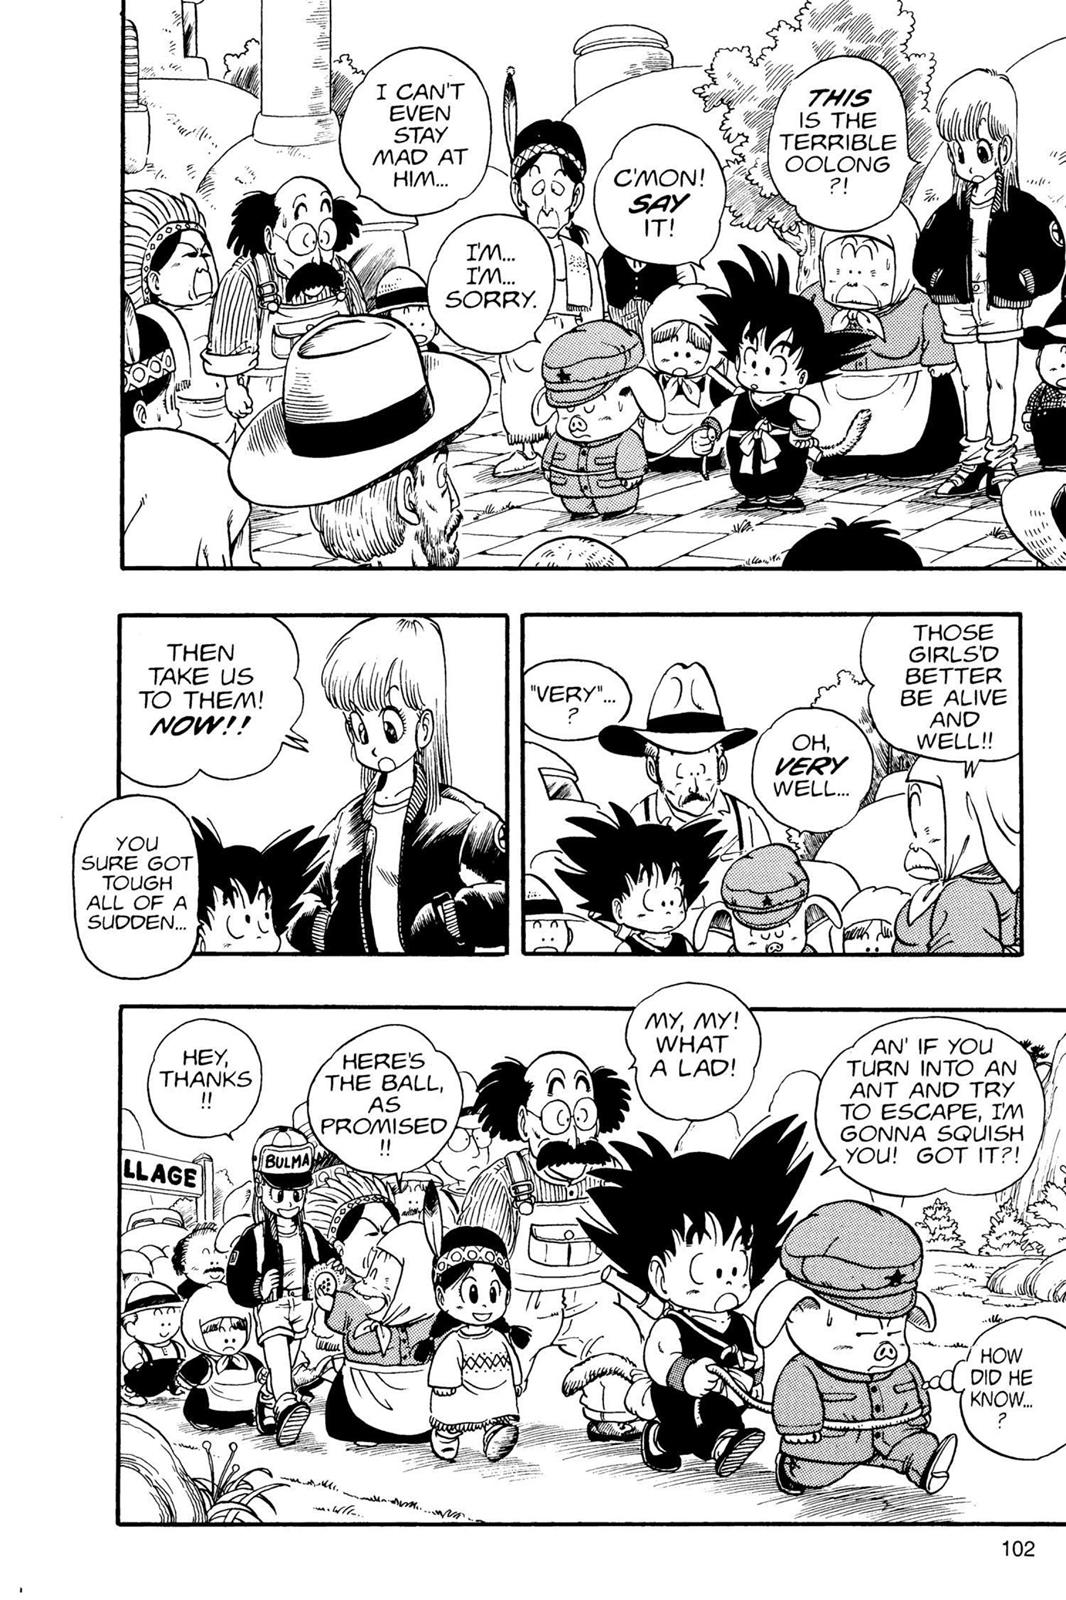 THIS
IS THE
TERRIBLE
OOLONG
?!
C'MON!
SAY
IT!
I'M...
I'M...
SORRY.
I CAN'T
EVEN
STAY
MAD AT
HIM...
THOSE
GIRLS'D
BETTER
BE ALIVE
AND
WELL!!
OH,
VERY
WELL...
"VERY"...
?
THEN
TAKE US
TO THEM!
NOW!!
YOU
SURE GOT
TOUGH
ALL OF A
SUDDEN...
AN' IF YOU
TURN INTO AN
ANT AND TRY
TO ESCAPE, I'M
GONNA SQUISH
YOU! GOT IT?!
HOW
DID HE
KNOW...
?
MY, MY!
WHAT
A LAD!
HERE'S
THE BALL,
AS
PROMISED
!!
HEY,
THANKS
!!
BULMA
LLAGE
102